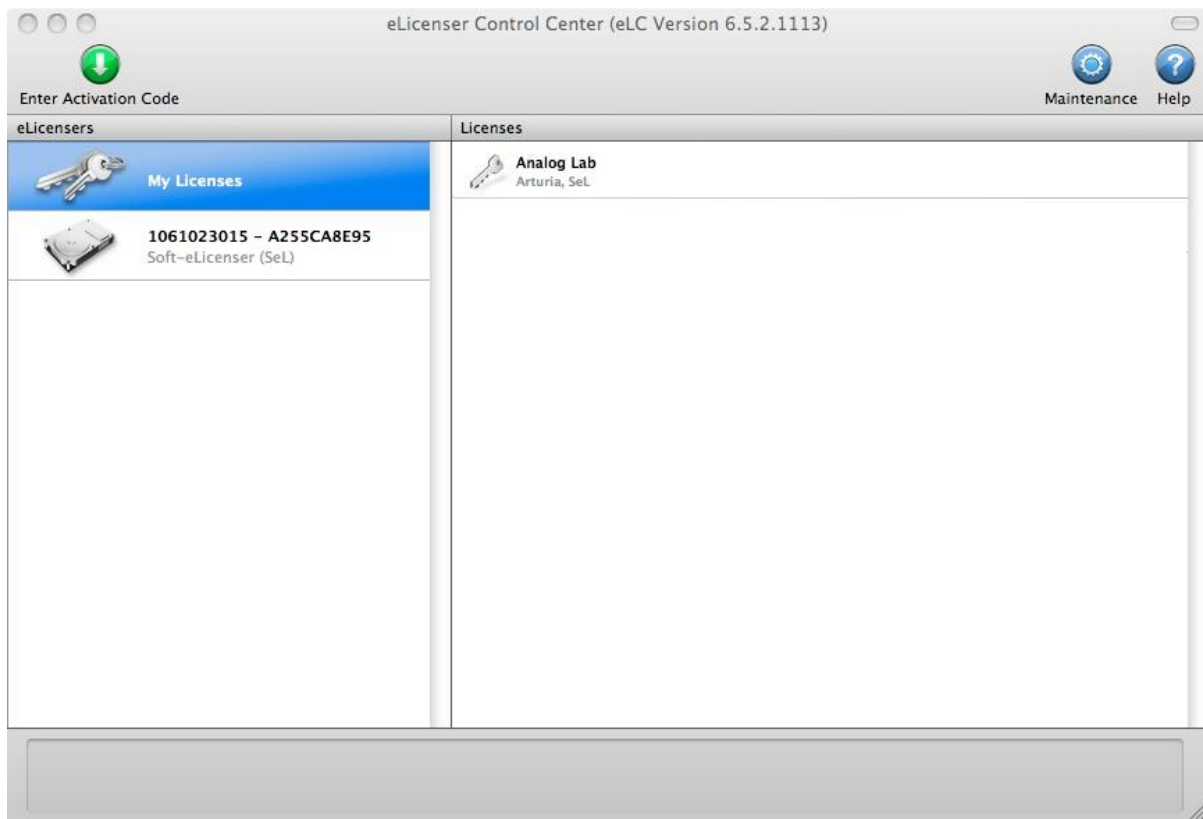 eLicenser Control Center (eLC Version 6.5.2.1113)
Enter Activation Code
Maintenance
Help
eLicensers
Licenses
My Licenses
1061023015 - A255CA8E95
Soft-eLicenser (SeL)
Analog Lab
Arturia, SeL